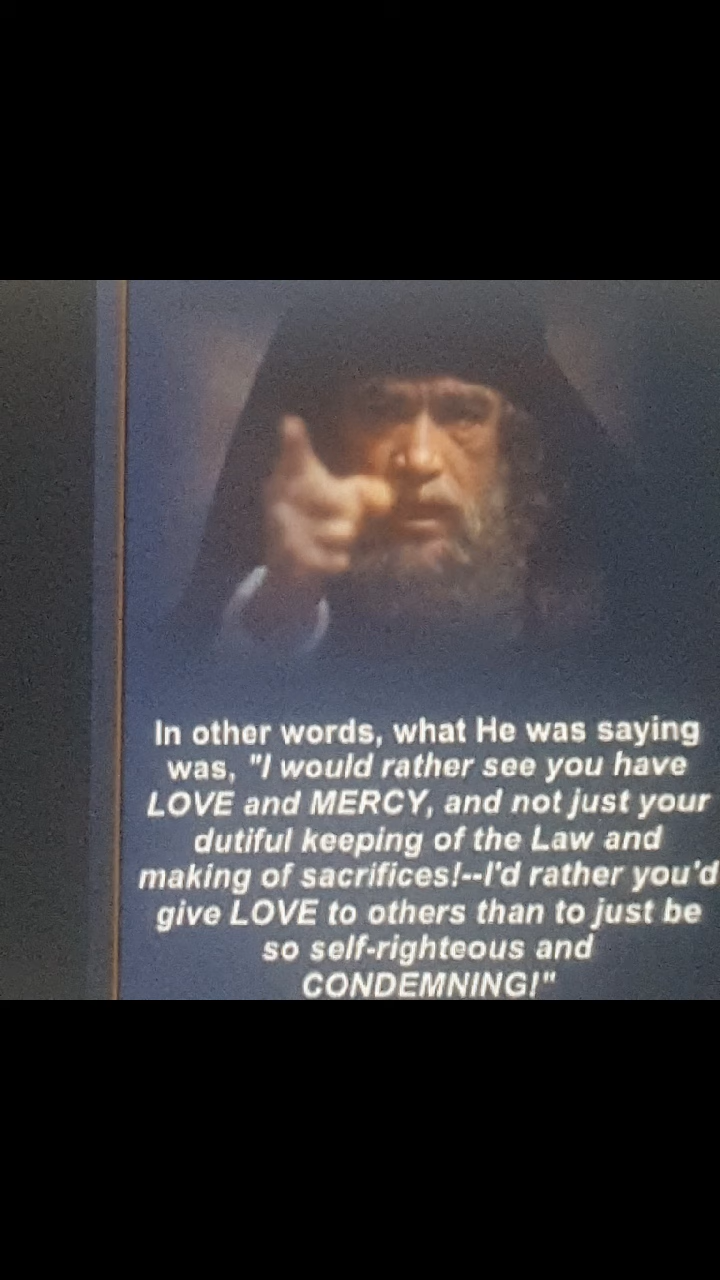 In other words, what He was saying
was, "I would rather see you have
LOVE and MERCY, and not just your
dutiful keeping of the Law and
making of sacrifices!--I'd rather you'd
give LOVE to others than to just be
so self-righteous and
CONDEMNING!"